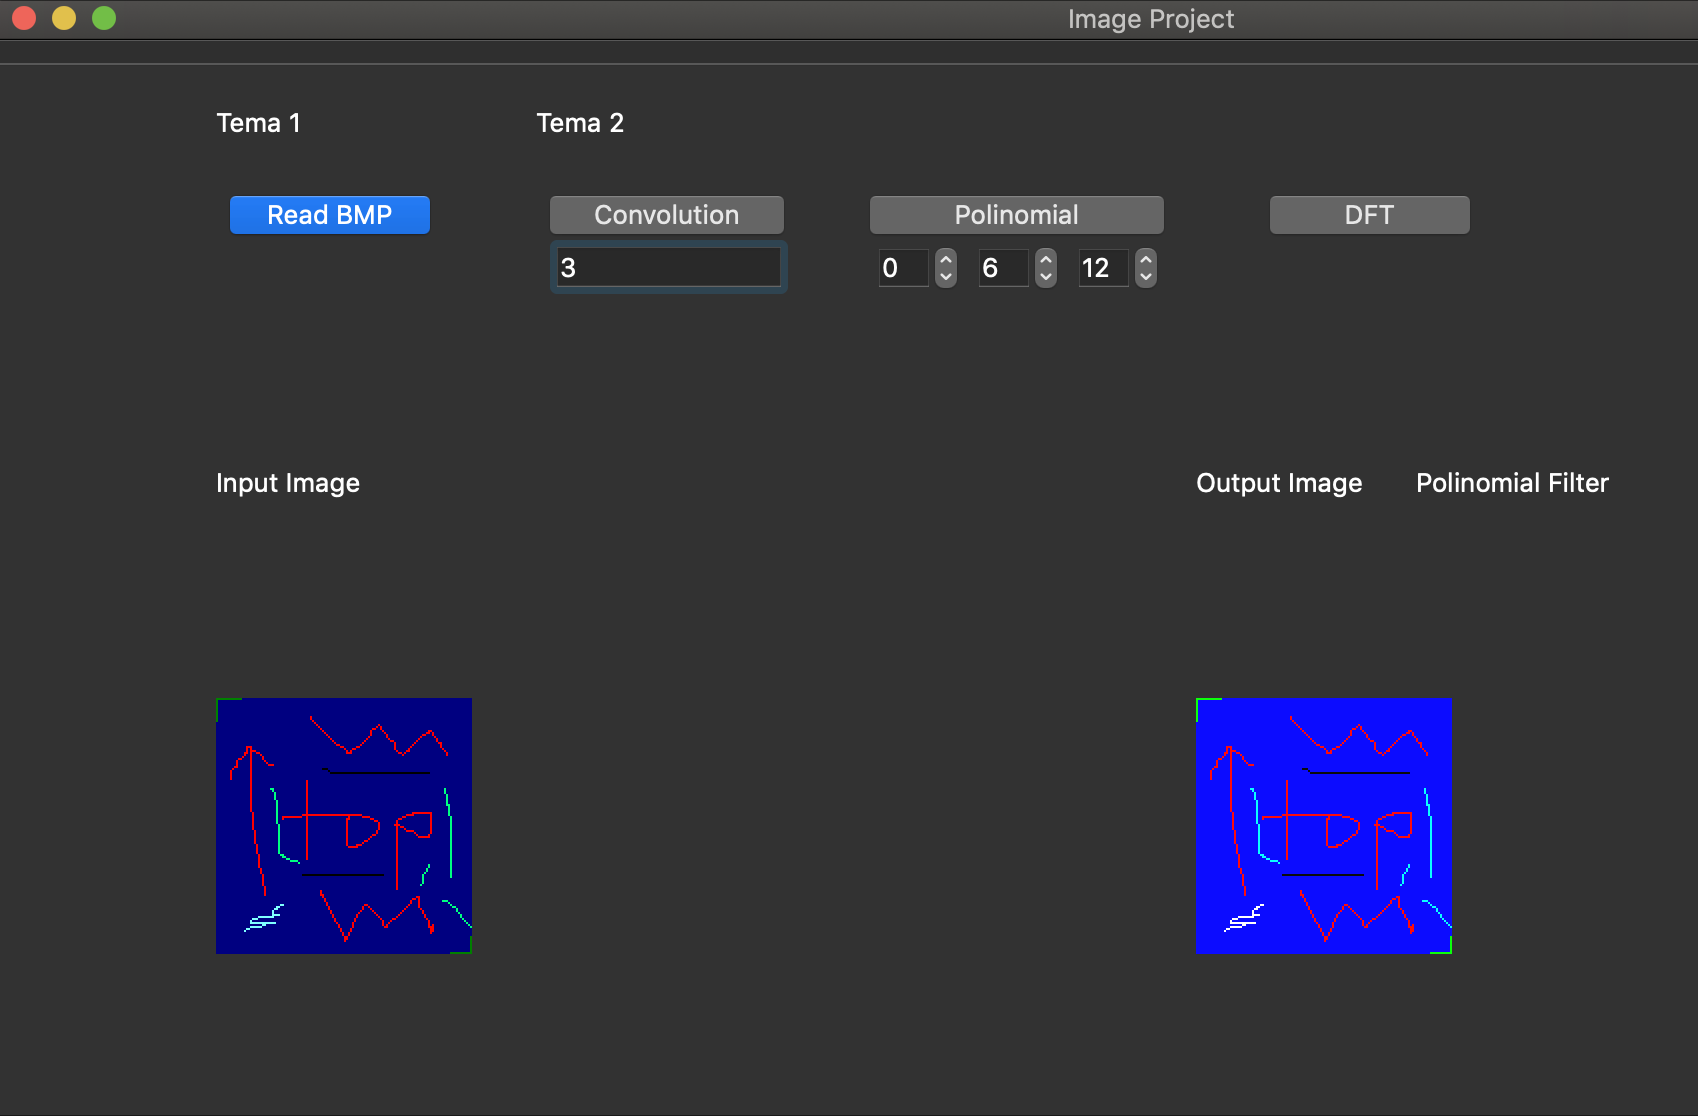 Image Project
Tema 1 Tema 2
Read BMP Convolution Polinomial DFT
3 0 6 12
Input Image Output Image Polinomial Filter